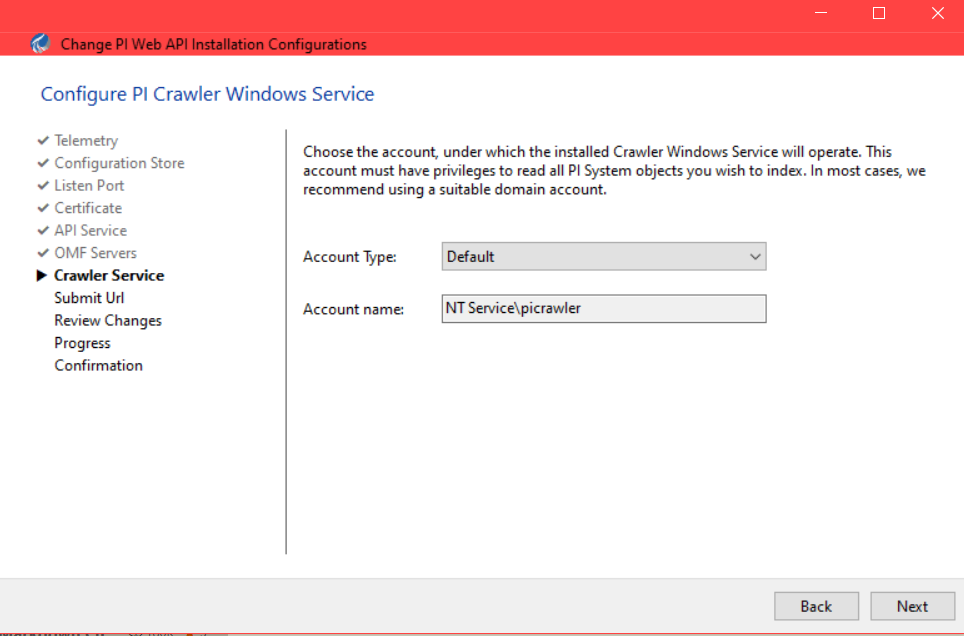 Change PI Web API Installation Configurations
Configure PI Crawler Windows Service
Telemetry
Configuration Store
Listen Port
Certificate
API Service
OMF Servers
Crawler Service
Submit Url
Review Changes
Progress
Confirmation
Choose the account, under which the installed Crawler Windows Service will operate. This
account must have privileges to read all PI System objects you wish to index. In most cases, we
recommend using a suitable domain account.
Account Type: Default
Account name: NT Service\picrawler
Back Next